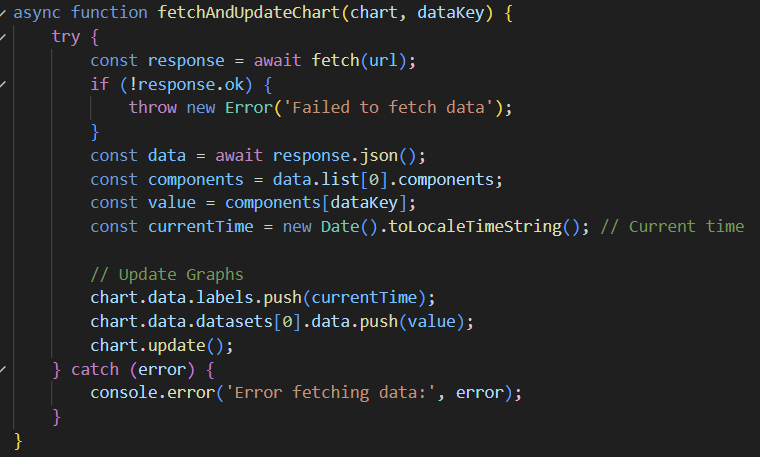 async function fetchAndUpdateChart(chart, dataKey) {
    try {
        const response = await fetch(url);
        if (!response.ok) {
            throw new Error('Failed to fetch data');
        }
        const data = await response.json();
        const components = data.list[0].components;
        const value = components[dataKey];
        const currentTime = new Date().toLocaleTimeString(); // Current time

        // Update Graphs
        chart.data.labels.push(currentTime);
        chart.data.datasets[0].data.push(value);
        chart.update();
    } catch (error) {
        console.error('Error fetching data:', error);
    }
}